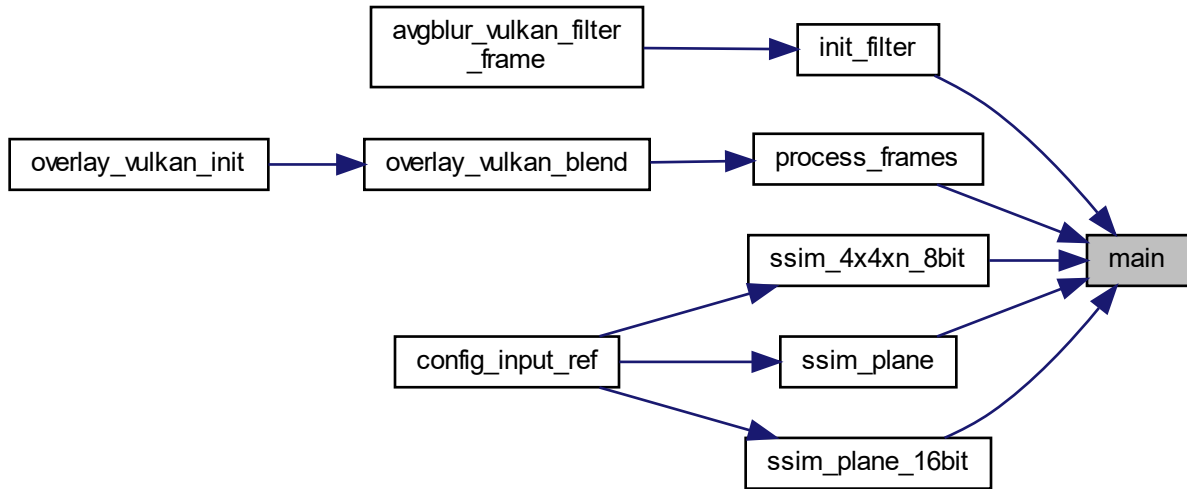 avgblur_vulkan_filter
_frame
init_filter
overlay_vulkan_init
overlay_vulkan_blend
process_frames
ssim_4x4xn_8bit
main
config_input_ref
ssim_plane
ssim_plane_16bit